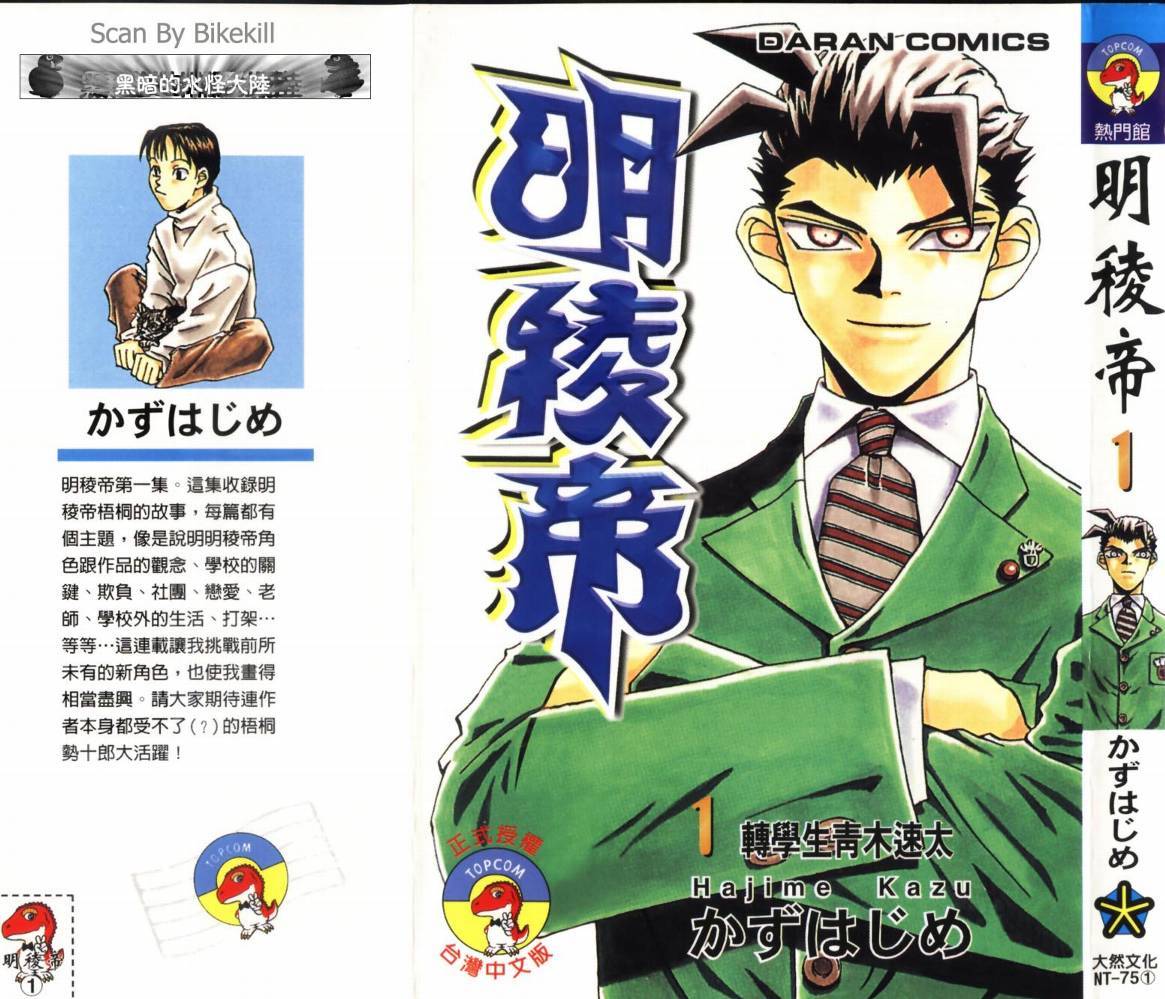 Scan By Bikekill
黑暗的水怪大陸...
かずはじめ
明稜帝第一集。這集收錄明
稜帝梧桐的故事，每篇都有
個主題，像是說明明稜帝角
色跟作品的觀念、學校的關
鍵、欺負、社團、戀愛、老
師、學校外的生活、打架…
等等…這連載讓我挑戰前所
未有的新角色，也使我畫得
相當盡興。請大家期待連作
者本身都受不了(?)的梧桐
勢十郎大活躍！
TOPCOM
明稜帝
①
DARAN COMICS
明稜帝
1
轉學生青木速太
Hajime Kazu
かずはじめ
正式授權
TOPCOM
台灣中文版
TOPCOM
熱門館
明稜帝
1
かずはじめ
大然文化
NT-75①